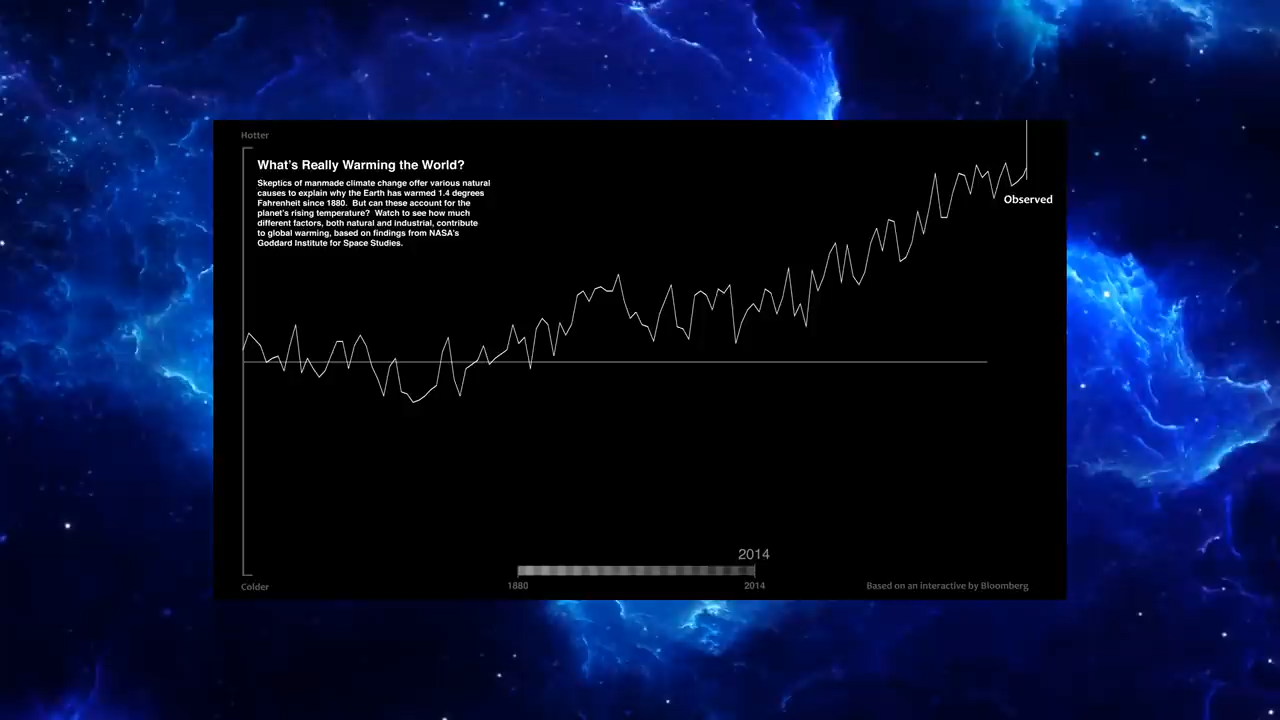 Hotter
What's Really Warming the World?
Skeptics of manmade climate change offer various natural
causes to explain why the Earth has warmed 1.4 degrees
Fahrenheit since 1880.  But can these account for the
planet's rising temperature?  Watch to see how much
different factors, both natural and industrial, contribute
to global warming, based on findings from NASA's
Goddard Institute for Space Studies.
Observed
2014
1880
2014
Colder
Based on an interactive by Bloomberg